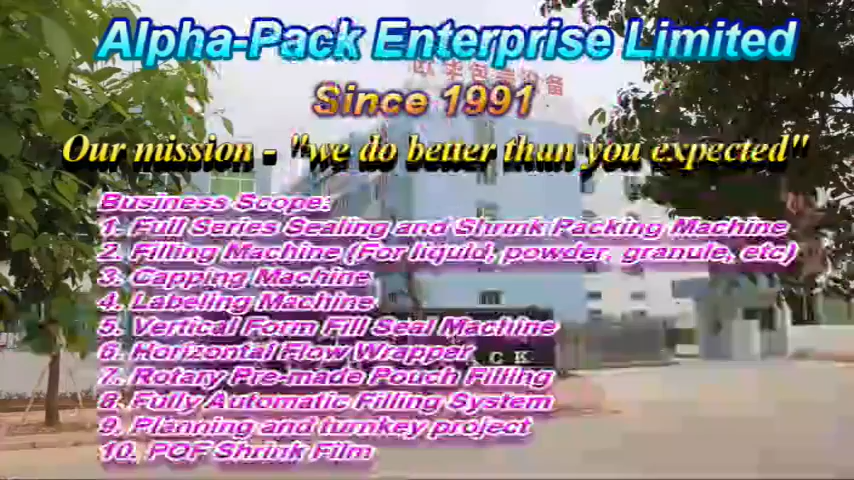 Alpha-Pack Enterprise Limited
Since 1991
Our mission - "we do better than you expected"
Business Scope:
1. Full Series Sealing and Shrink Packing Machine
2. Filling Machine (For liquid, powder, granule, etc)
3. Capping Machine
4. Labeling Machine
5. Vertical Form Fill Seal Machine
6. Horizontal Flow Wrapper
7. Rotary Pre-made Pouch Filling
8. Fully Automatic Filling System
9. Planning and turnkey project
10. POF Shrink Film